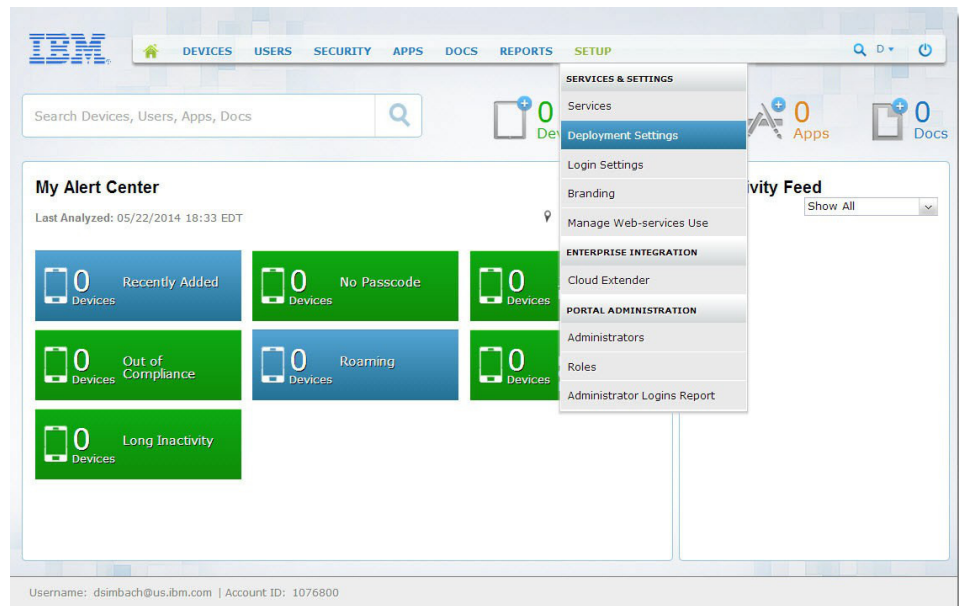 IBM
DEVICES USERS SECURITY APPS DOCS REPORTS SETUP D
SERVICES & SETTINGS
Services
Deployment Settings
Login Settings
Branding
Manage Web-services Use
ENTERPRISE INTEGRATION
Cloud Extender
PORTAL ADMINISTRATION
Administrators
Roles
Administrator Logins Report
Search Devices, Users, Apps, Docs
0
0
Apps
0
Docs
My Alert Center
Last Analyzed: 05/22/2014 18:33 EDT
0 Devices Recently Added
0 Devices No Passcode
0 Devices
0 Devices Out of Compliance
0 Devices Roaming
0 Devices
0 Devices Long Inactivity
Feed
Show All
Username: dsimbach@us.ibm.com | Account ID: 1076800